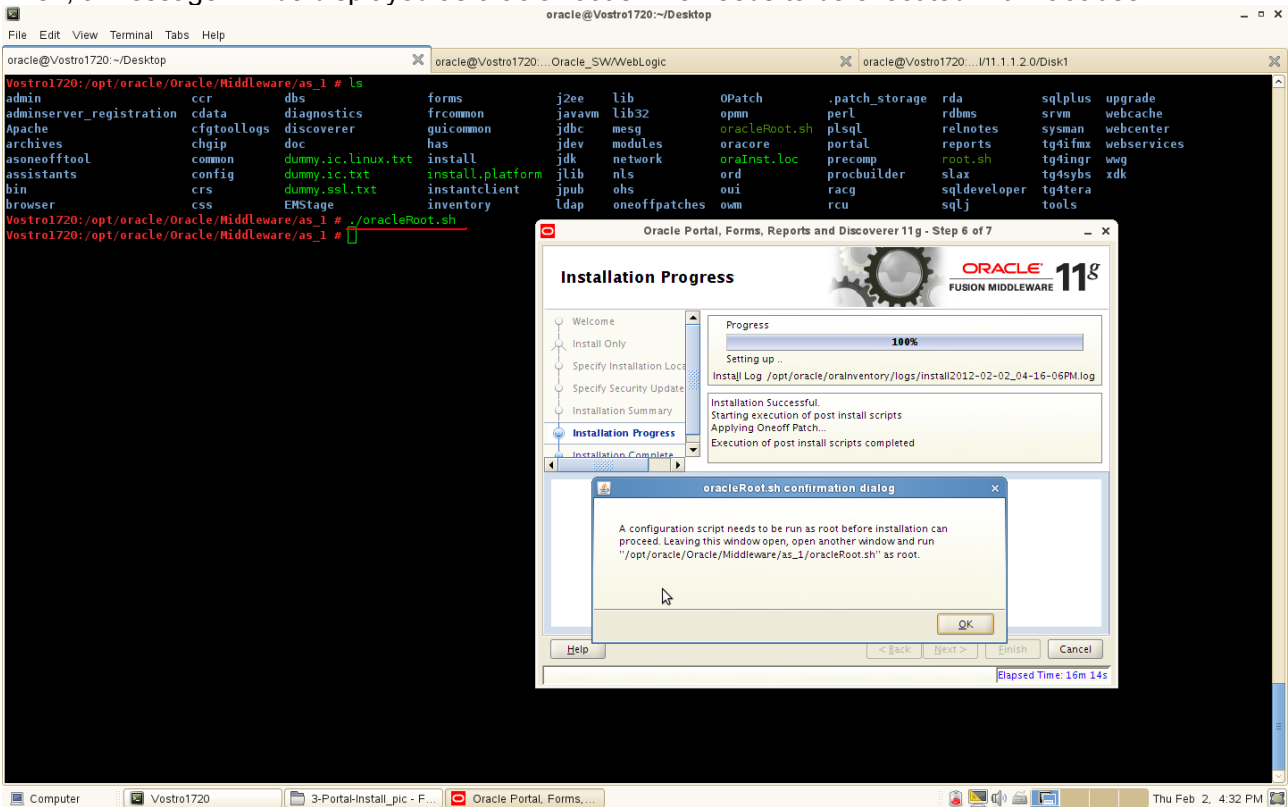 oracle@Vostro1720:~/Desktop
File Edit View Terminal Tabs Help
oracle@Vostro1720:~/Desktop oracle@Vostro1720:...Oracle_SW/WebLogic oracle@Vostro1720:...l/11.1.1.2.0/Disk1
Vostro1720:/opt/oracle/Oracle/Middleware/as_1 # ls
admin ccr dbs forms j2ee lib OPatch .patch_storage rda sqlplus upgrade
adminserver_registration cdata diagnostics frcommon javavm lib32 opmn perl rdbms srvm webcache
Apache cfgtoollogs discoverer guicommon jdbc mesg oracleRoot.sh plsql relnotes sysman webcenter
archives chgip doc has jdev modules oracore portal reports tg4ifmx webservices
asoneofftool common dummy.ic.linux.txt install jdk network oraInst.loc precomp root.sh tg4ingr wwg
assistants config dummy.ic.txt install.platform jlib nls ord procbuilder slax tg4sybs xdk
bin crs dummy.ssl.txt instantclient jpub ohs oui racg sqldeveloper tg4tera
browser css EMStage inventory ldap oneoffpatches owm rcu sqlj tools
Vostro1720:/opt/oracle/Oracle/Middleware/as_1 # ./oracleRoot.sh
Vostro1720:/opt/oracle/Oracle/Middleware/as_1 #
Oracle Portal, Forms, Reports and Discoverer 11g - Step 6 of 7
Installation Progress
ORACLE
FUSION MIDDLEWARE 11g
Welcome
Install Only
Specify Installation Loca
Specify Security Update
Installation Summary
Installation Progress
Installation Complete
Progress
100%
Setting up ..
Install Log /opt/oracle/oraInventory/logs/install2012-02-02_04-16-06PM.log
Installation Successful.
Starting execution of post install scripts
Applying Oneoff Patch...
Execution of post install scripts completed
oracleRoot.sh confirmation dialog
A configuration script needs to be run as root before installation can
proceed. Leaving this window open, open another window and run
"/opt/oracle/Oracle/Middleware/as_1/oracleRoot.sh" as root.
OK
Help < Back Next > Finish Cancel
Elapsed Time: 16m 14s
Computer Vostro1720 3-Portal-Install_pic - F... Oracle Portal, Forms,... Thu Feb 2, 4:32 PM